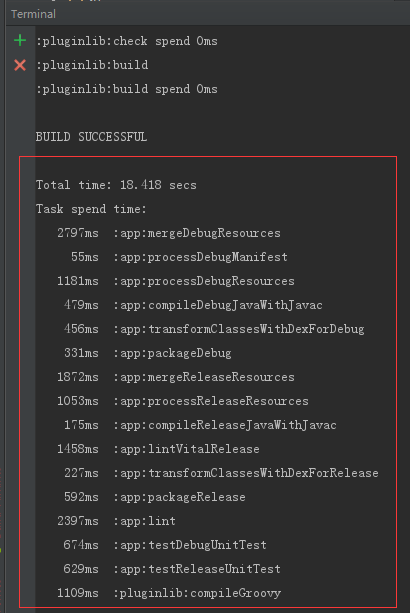 Terminal
:pluginlib:check spend 0ms
:pluginlib:build
:pluginlib:build spend 0ms
BUILD SUCCESSFUL
Total time: 18.418 secs
Task spend time:
2797ms :app:mergeDebugResources
55ms :app:processDebugManifest
1181ms :app:processDebugResources
479ms :app:compileDebugJavaWithJavac
456ms :app:transformClassesWithDexForDebug
331ms :app:packageDebug
1872ms :app:mergeReleaseResources
1053ms :app:processReleaseResources
175ms :app:compileReleaseJavaWithJavac
1458ms :app:lintVitalRelease
227ms :app:transformClassesWithDexForRelease
592ms :app:packageRelease
2397ms :app:lint
674ms :app:testDebugUnitTest
629ms :app:testReleaseUnitTest
1109ms :pluginlib:compileGroovy